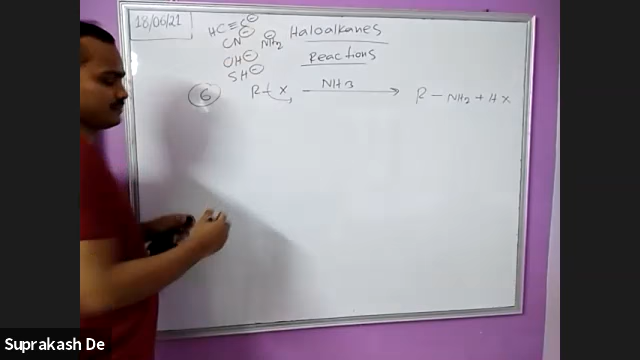 18/06/21
HC≡C⊖
CN⊖ NH2⊖
OH⊖
SH⊖
Haloalkanes
Reactions
6 R-X NH3 → R-NH2 + HX
Suprakash De